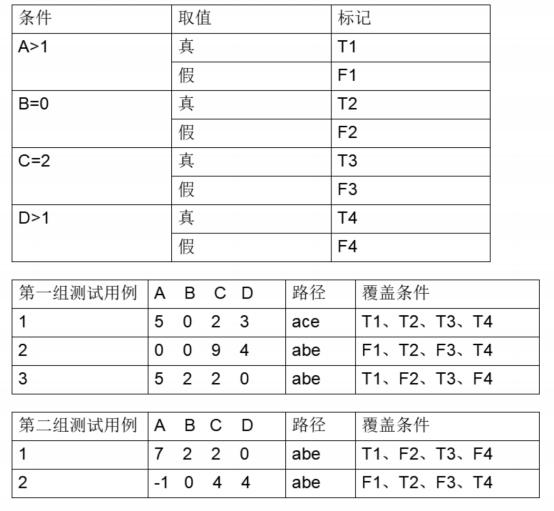 条件 取值 标记
A>1 真 T1
假 F1
B=0 真 T2
假 F2
C=2 真 T3
假 F3
D>1 真 T4
假 F4
第一组测试用例 A B C D 路径 覆盖条件
1 5 0 2 3 ace T1、T2、T3、T4
2 0 0 9 4 abe F1、T2、F3、T4
3 5 2 2 0 abe T1、F2、T3、F4
第二组测试用例 A B C D 路径 覆盖条件
1 7 2 2 0 abe T1、F2、T3、F4
2 -1 0 4 4 abe F1、T2、F3、T4